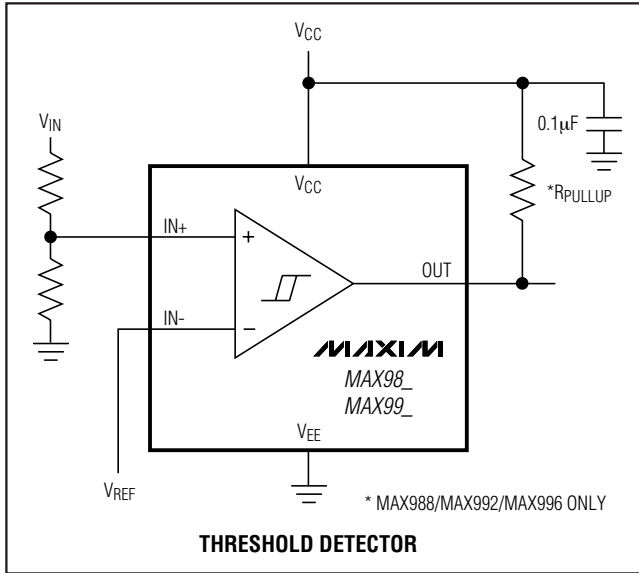 VCC
VIN
0.1µF
VCC
*RPULLUP
IN+
+
OUT
IN-
−
MAXIM
MAX98_
MAX99_
VEE
VREF
* MAX988/MAX992/MAX996 ONLY
THRESHOLD DETECTOR